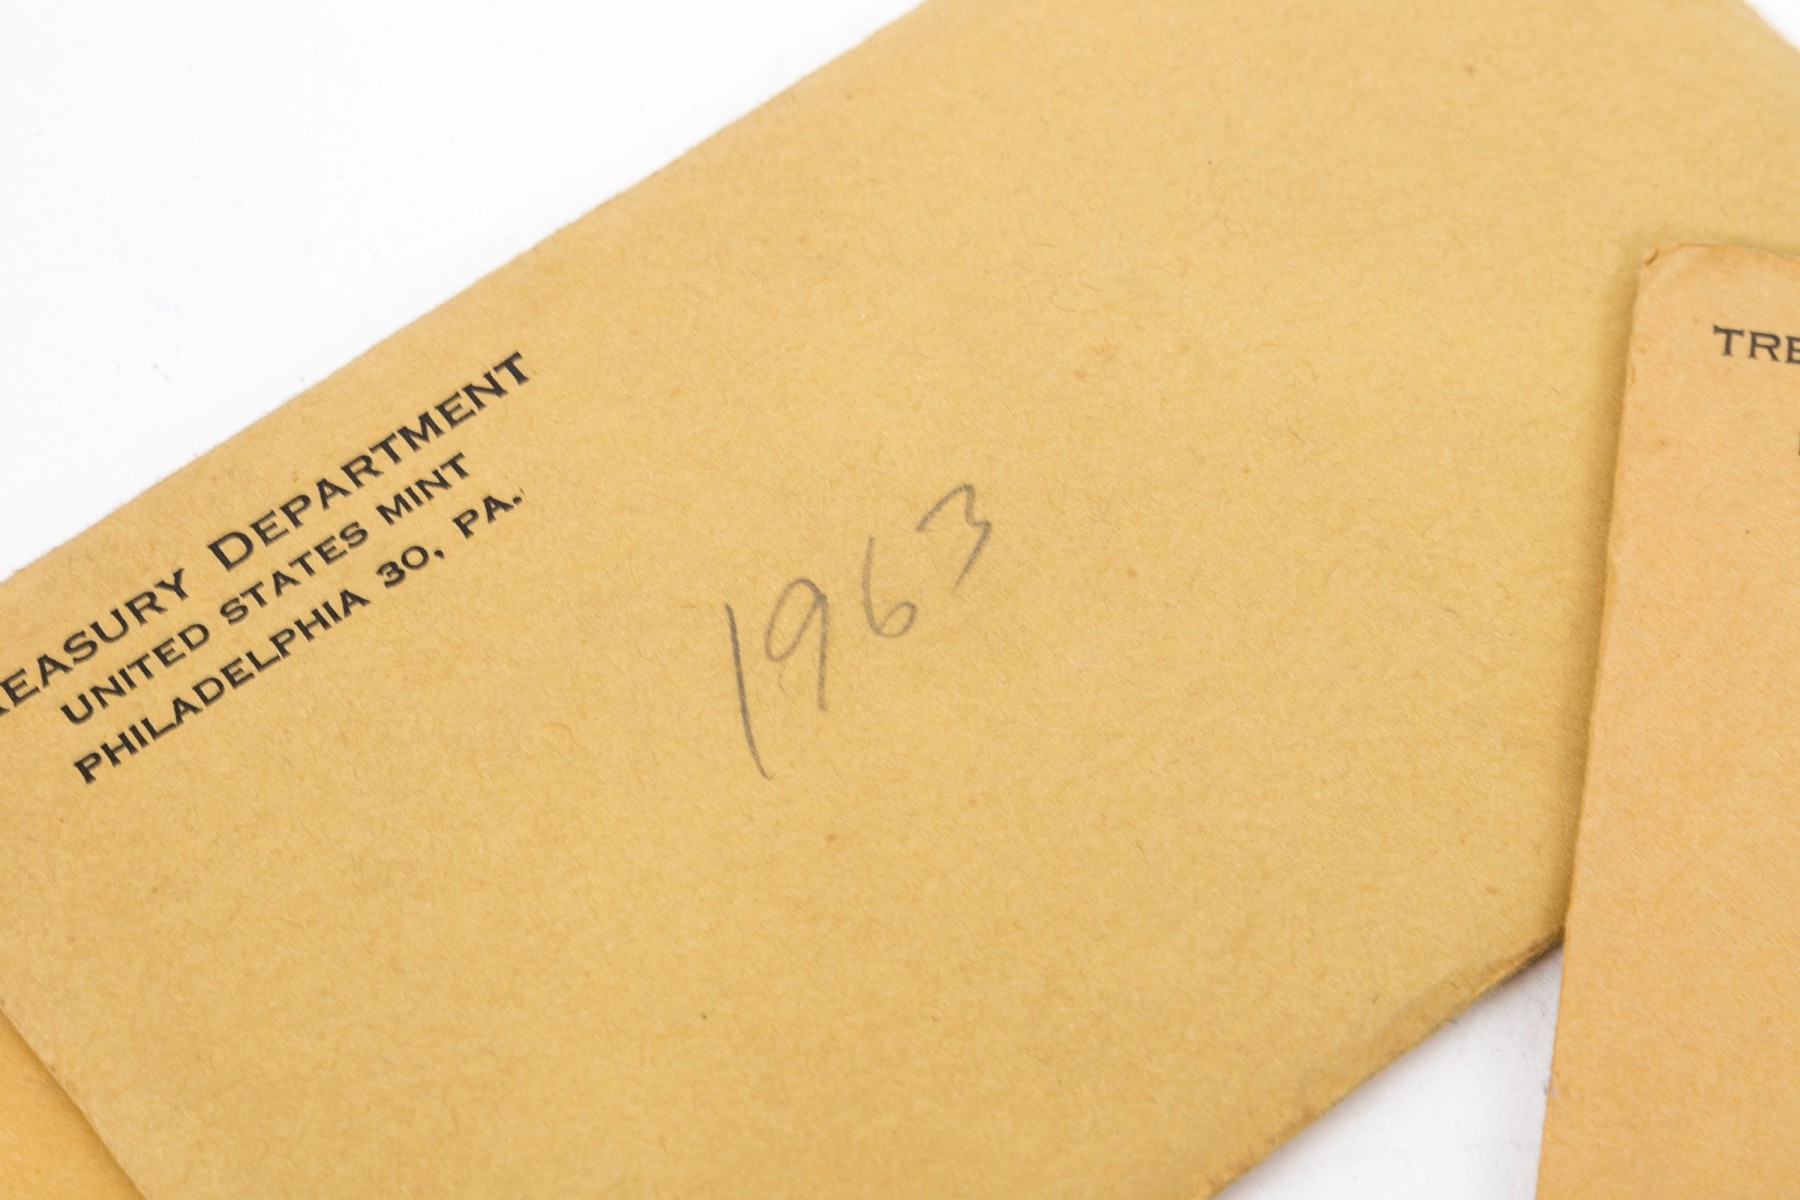 REASURY DEPARTMENT
UNITED STATES MINT
PHILADELPHIA 30, PA.
1963
TRE